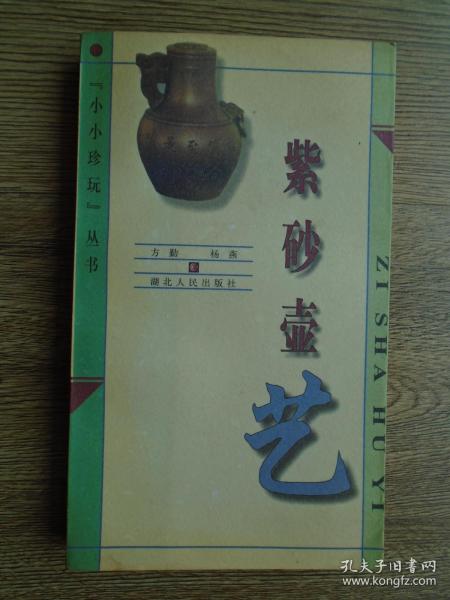 『小小珍玩』丛书
紫砂壶艺
ZI SHA HU YI
方勤 杨燕
湖北人民出版社
孔夫子旧书网
www.kongfz.com